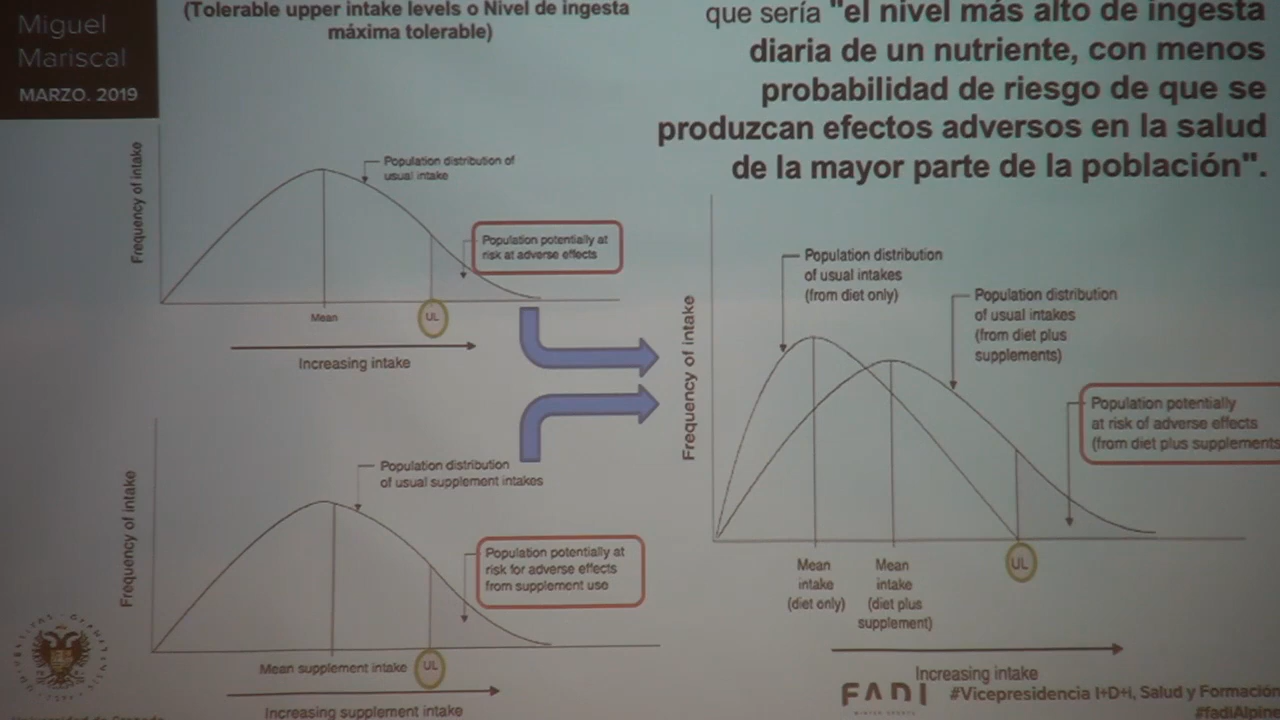 Miguel
Mariscal
MARZO. 2019
(Tolerable upper intake levels o Nivel de ingesta
máxima tolerable)
que sería "el nivel más alto de ingesta
diaria de un nutriente, con menos
probabilidad de riesgo de que se
produzcan efectos adversos en la salud
de la mayor parte de la población".
Frequency of intake
Population distribution of
usual intake
Population potentially at
risk at adverse effects
Mean
UL
Increasing intake
Frequency of intake
Population distribution
of usual supplement intakes
Population potentially at
risk for adverse effects
from supplement use
Mean supplement intake
UL
Increasing supplement intake
Frequency of intake
Population distribution
of usual intakes
(from diet only)
Population distribution
of usual intakes
(from diet plus
supplements)
Population potentially
at risk of adverse effects
(from diet plus supplements
Mean
intake
(diet only)
Mean
intake
(diet plus
supplement)
UL
Increasing intake
FADI
#Vicepresidencia I+D+i, Salud y Formación
#fadiAlpine